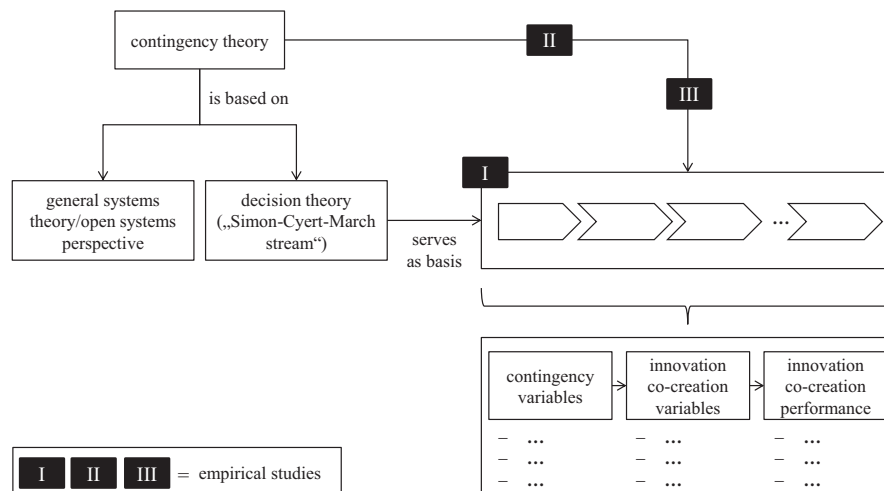 contingency theory
II
is based on
III
I
general systems
theory/open systems
perspective
decision theory
(„Simon-Cyert-March
stream“)
serves
as basis
...
contingency
variables
innovation
co-creation
variables
innovation
co-creation
performance
– ...
– ...
– ...
– ...
– ...
– ...
– ...
– ...
– ...
I II III = empirical studies